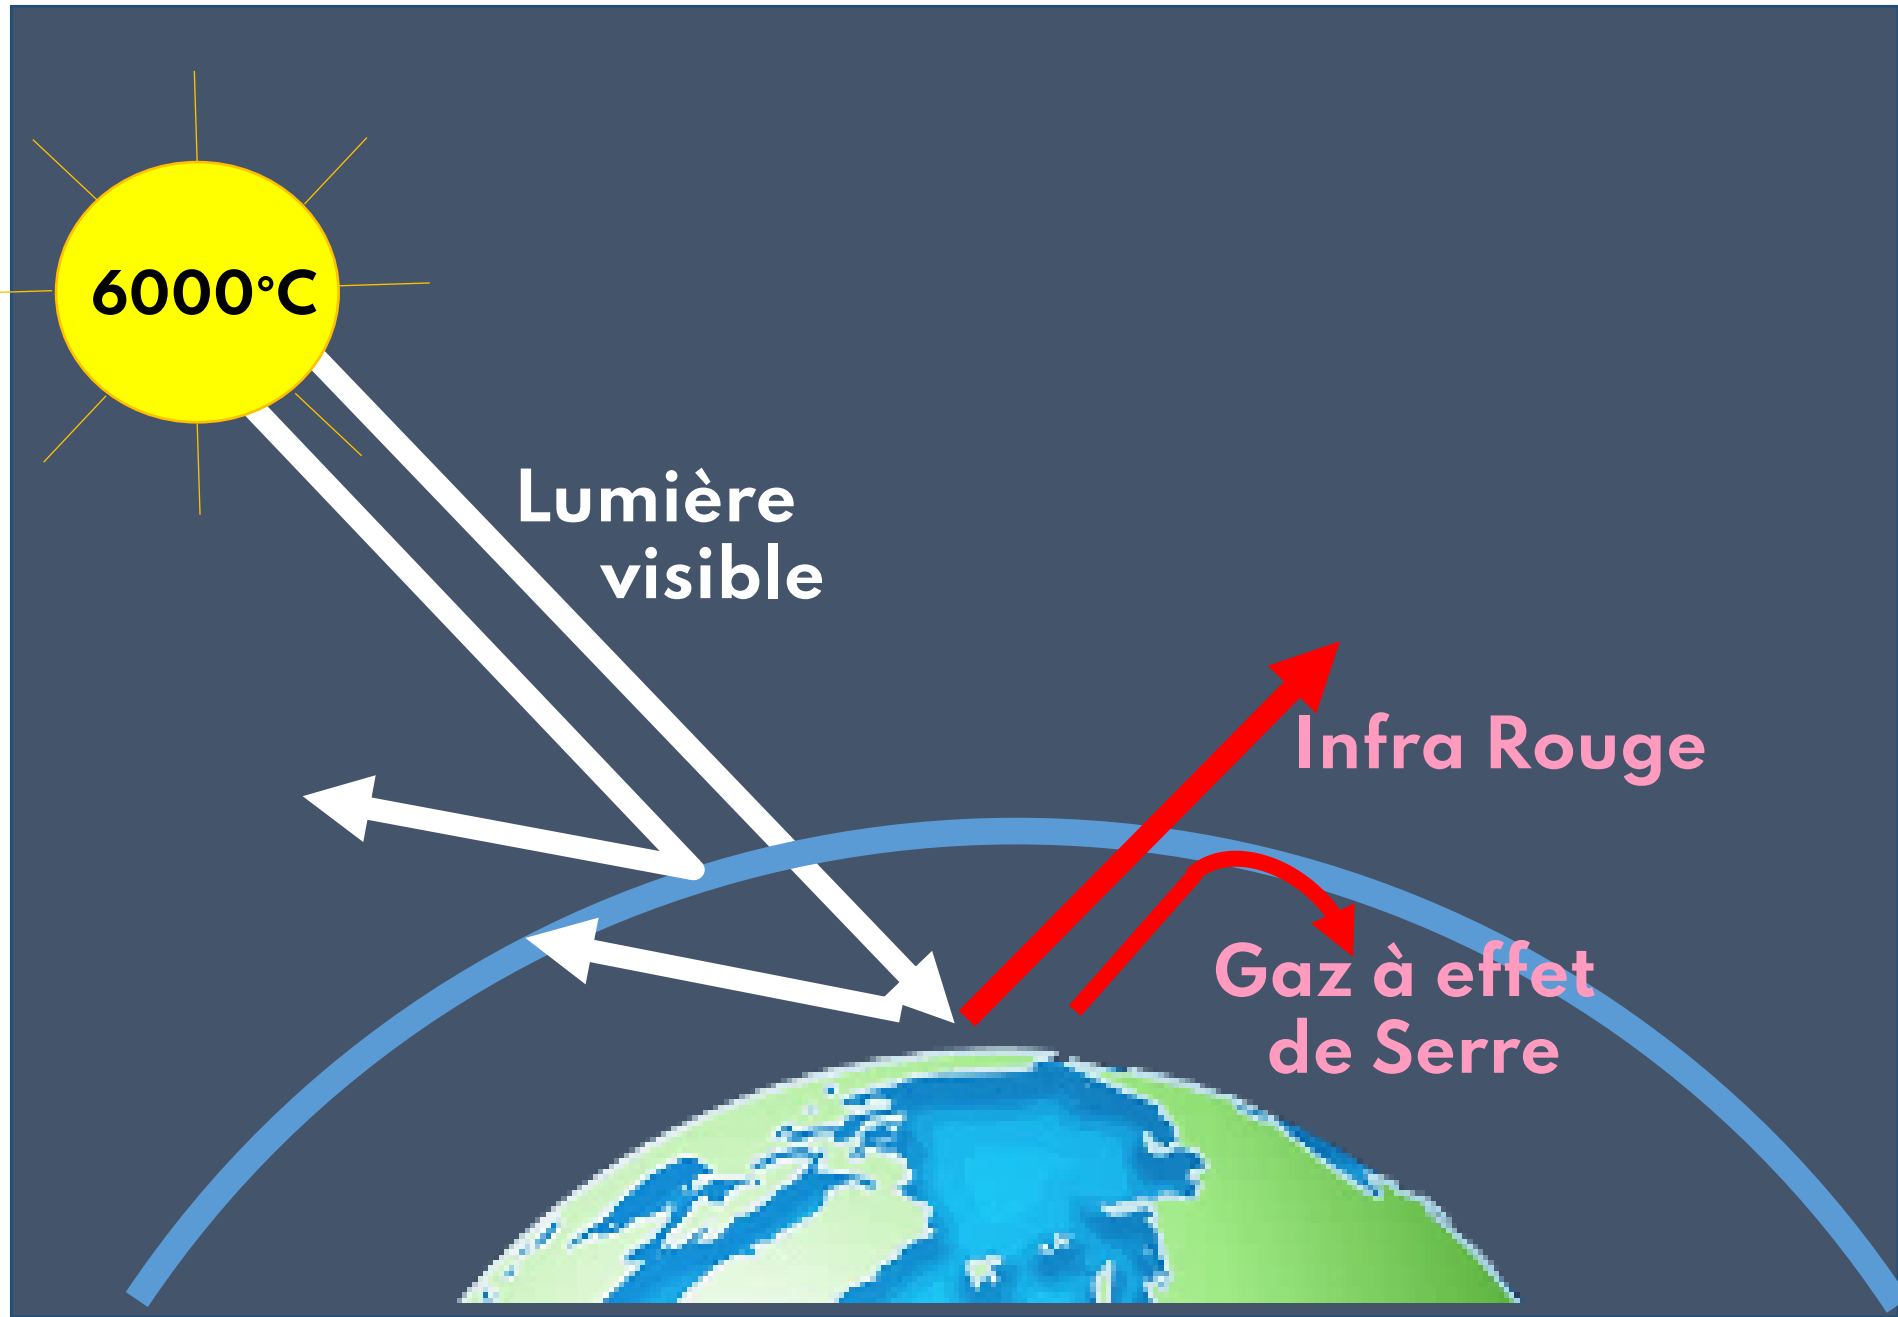 6000°C
Lumière
visible
Infra Rouge
Gaz à effet
de Serre